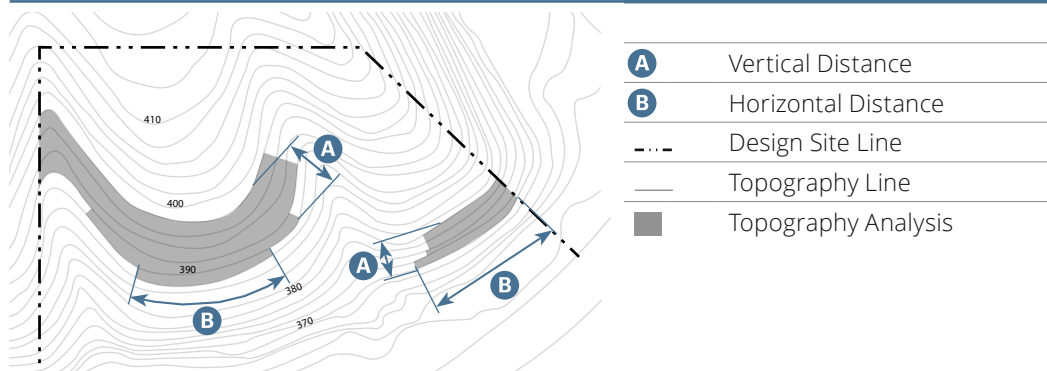 410
400
390
380
370
A
B
A
B
A Vertical Distance
B Horizontal Distance
Design Site Line
Topography Line
Topography Analysis